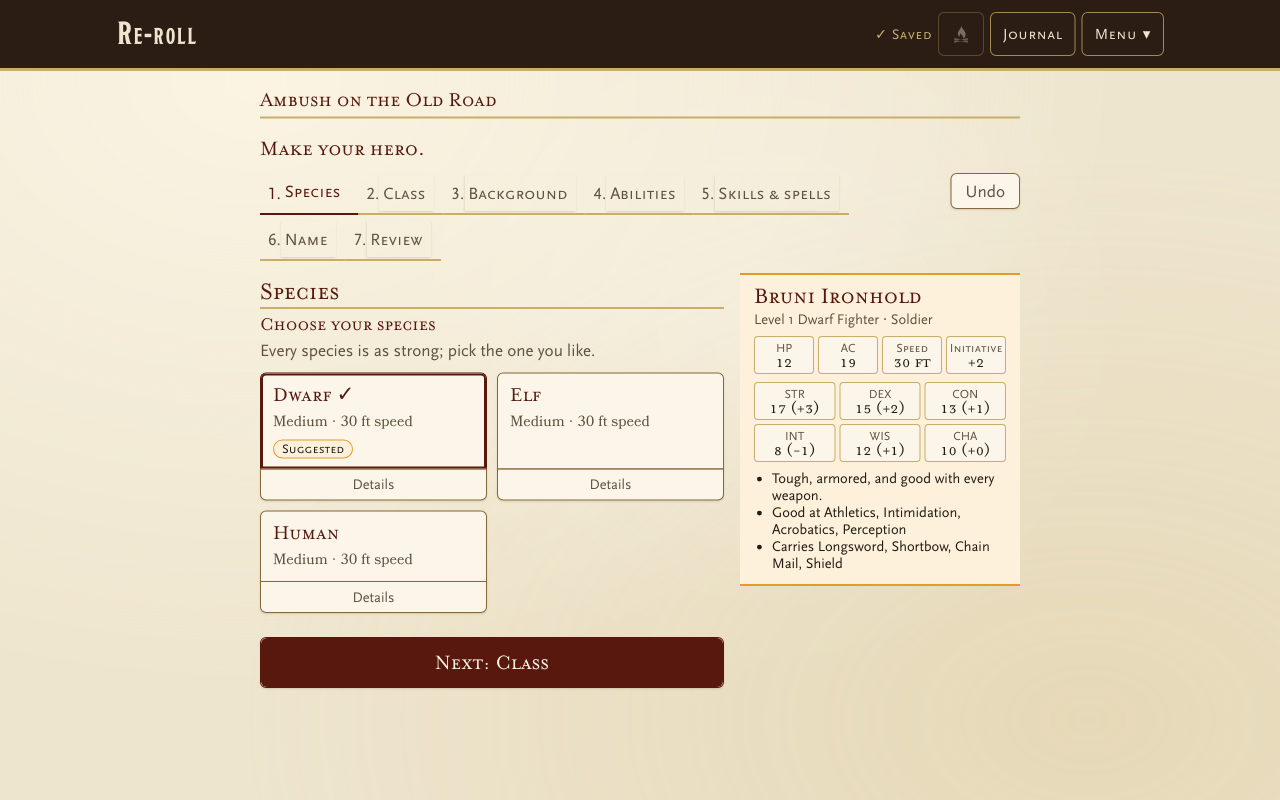 Re-roll
✓ Saved
Journal
Menu ▼
Ambush on the Old Road
Make your hero.
1. Species
2. Class
3. Background
4. Abilities
5. Skills & spells
Undo
6. Name
7. Review
Species
Choose your species
Every species is as strong; pick the one you like.
Dwarf ✓
Medium · 30 ft speed
Suggested
Details
Elf
Medium · 30 ft speed
Details
Human
Medium · 30 ft speed
Details
Next: Class
Bruni Ironhold
Level 1 Dwarf Fighter · Soldier
HP
12
AC
19
Speed
30 ft
Initiative
+2
STR
17 (+3)
DEX
15 (+2)
CON
13 (+1)
INT
8 (−1)
WIS
12 (+1)
CHA
10 (+0)
• Tough, armored, and good with every
weapon.
• Good at Athletics, Intimidation,
Acrobatics, Perception
• Carries Longsword, Shortbow, Chain
Mail, Shield